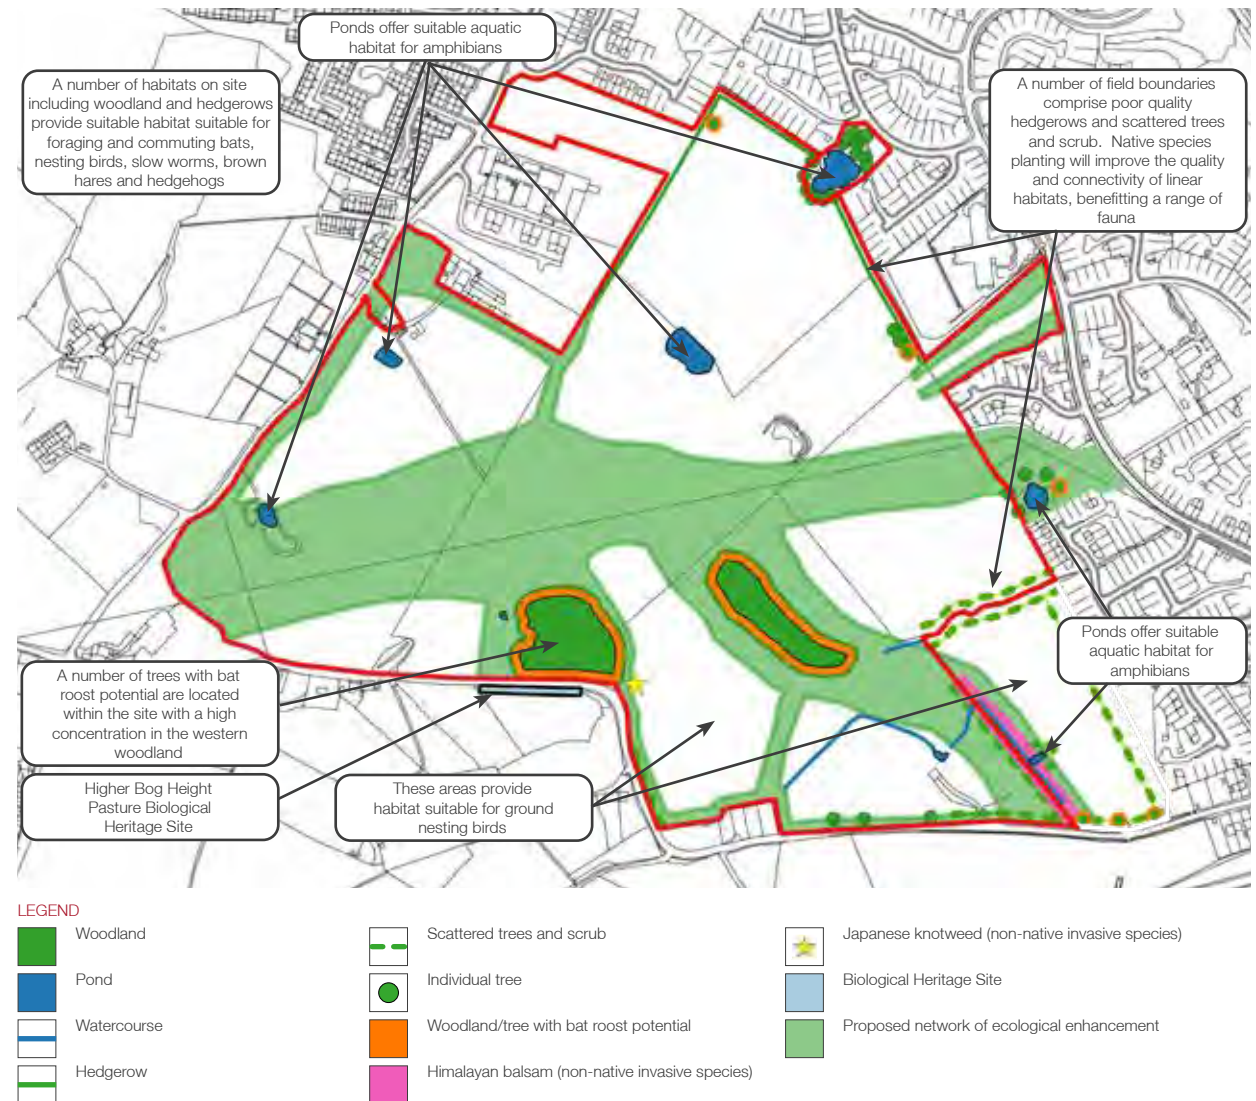 Ponds offer suitable aquatic
habitat for amphibians
A number of habitats on site
including woodland and hedgerows
provide suitable habitat suitable for
foraging and commuting bats,
nesting birds, slow worms, brown
hares and hedgehogs
A number of field boundaries
comprise poor quality
hedgerows and scattered trees
and scrub. Native species
planting will improve the quality
and connectivity of linear
habitats, benefitting a range of
fauna
A number of trees with bat
roost potential are located
within the site with a high
concentration in the western
woodland
Higher Bog Height
Pasture Biological
Heritage Site
These areas provide
habitat suitable for ground
nesting birds
Ponds offer suitable
aquatic habitat for
amphibians
LEGEND
Woodland
Pond
Watercourse
Hedgerow
Scattered trees and scrub
Individual tree
Woodland/tree with bat roost potential
Himalayan balsam (non-native invasive species)
Japanese knotweed (non-native invasive species)
Biological Heritage Site
Proposed network of ecological enhancement